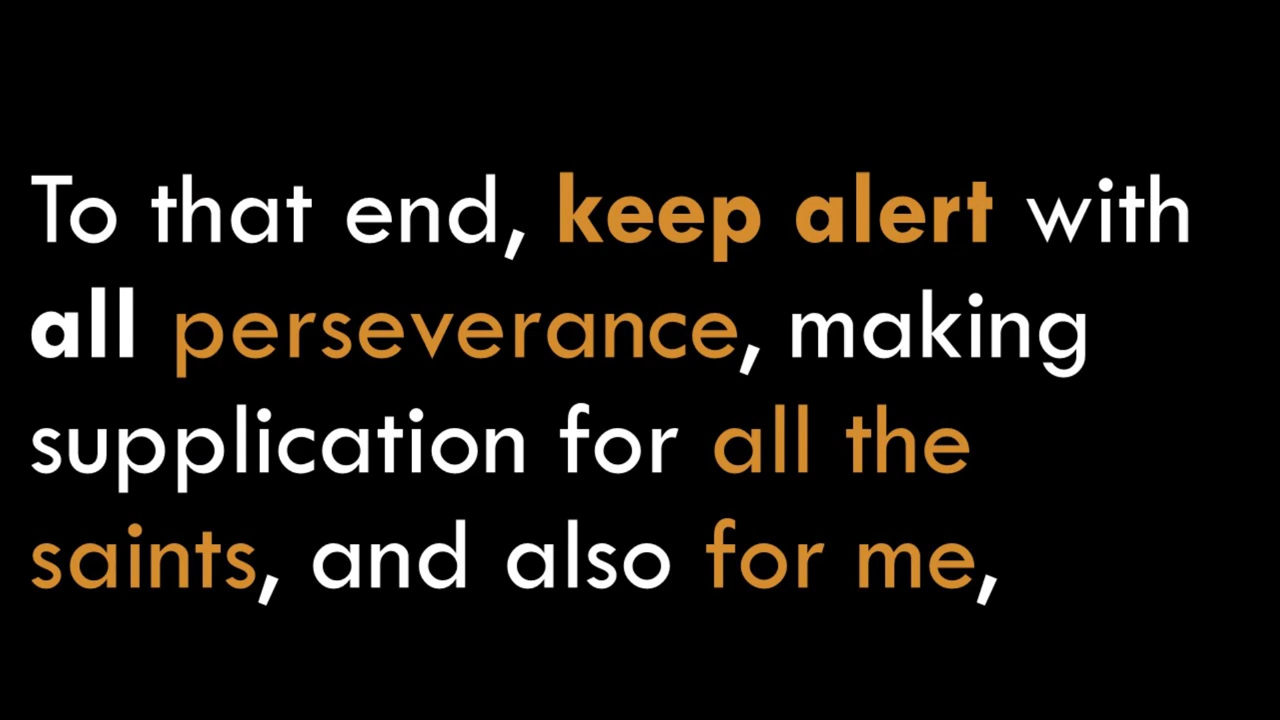 To that end, keep alert with
all perseverance, making
supplication for all the
saints, and also for me,